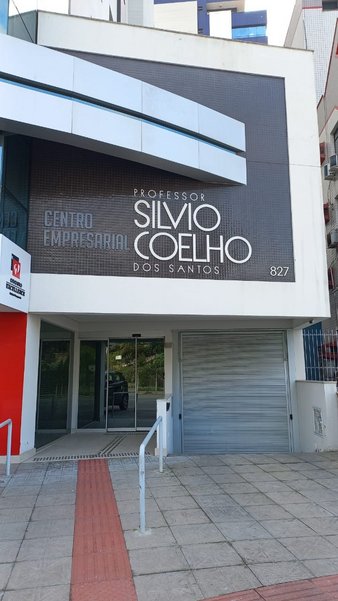 PROFESSOR
SILVIO
COELHO
DOS SANTOS
CENTRO
EMPRESARIAL
827